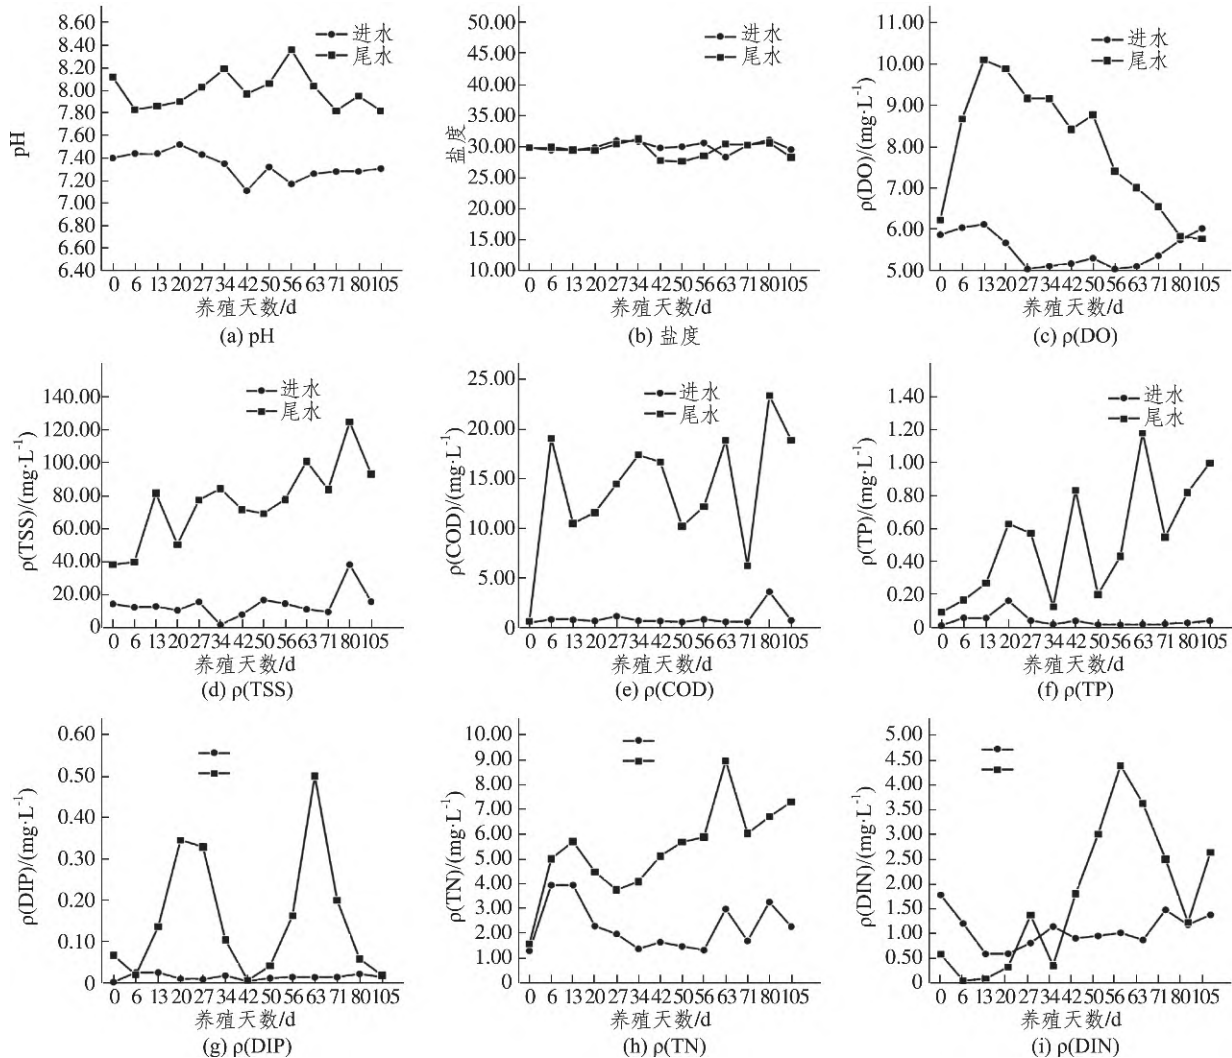 8.60
8.40
8.20
8.00
7.80
7.60
7.40
7.20
7.00
6.80
6.60
6.40
pH
进水
尾水
0 6 13 20 27 34 42 50 56 63 71 80 105
养殖天数/d
(a) pH
50.00
45.00
40.00
35.00
30.00
25.00
20.00
15.00
10.00
盐度
进水
尾水
0 6 13 20 27 34 42 50 56 63 71 80 105
养殖天数/d
(b) 盐度
11.00
10.00
9.00
8.00
7.00
6.00
5.00
ρ(DO)/(mg·L⁻¹)
进水
尾水
0 6 13 20 27 34 42 50 56 63 71 80 105
养殖天数/d
(c) ρ(DO)
140.00
120.00
100.00
80.00
60.00
40.00
20.00
0
ρ(TSS)/(mg·L⁻¹)
进水
尾水
0 6 13 20 27 34 42 50 56 63 71 80 105
养殖天数/d
(d) ρ(TSS)
25.00
20.00
15.00
10.00
5.00
0
ρ(COD)/(mg·L⁻¹)
进水
尾水
0 6 13 20 27 34 42 50 56 63 71 80 105
养殖天数/d
(e) ρ(COD)
1.40
1.20
1.00
0.80
0.60
0.40
0.20
0
ρ(TP)/(mg·L⁻¹)
进水
尾水
0 6 13 20 27 34 42 50 56 63 71 80 105
养殖天数/d
(f) ρ(TP)
0.60
0.50
0.40
0.30
0.20
0.10
0
ρ(DIP)/(mg·L⁻¹)
0 6 13 20 27 34 42 50 56 63 71 80 105
养殖天数/d
(g) ρ(DIP)
10.00
9.00
8.00
7.00
6.00
5.00
4.00
3.00
2.00
1.00
0
ρ(TN)/(mg·L⁻¹)
0 6 13 20 27 34 42 50 56 63 71 80 105
养殖天数/d
(h) ρ(TN)
5.00
4.50
4.00
3.50
3.00
2.50
1.00
1.50
1.00
0.50
0
ρ(DIN)/(mg·L⁻¹)
0 6 13 20 27 34 42 50 56 63 71 80 105
养殖天数/d
(i) ρ(DIN)